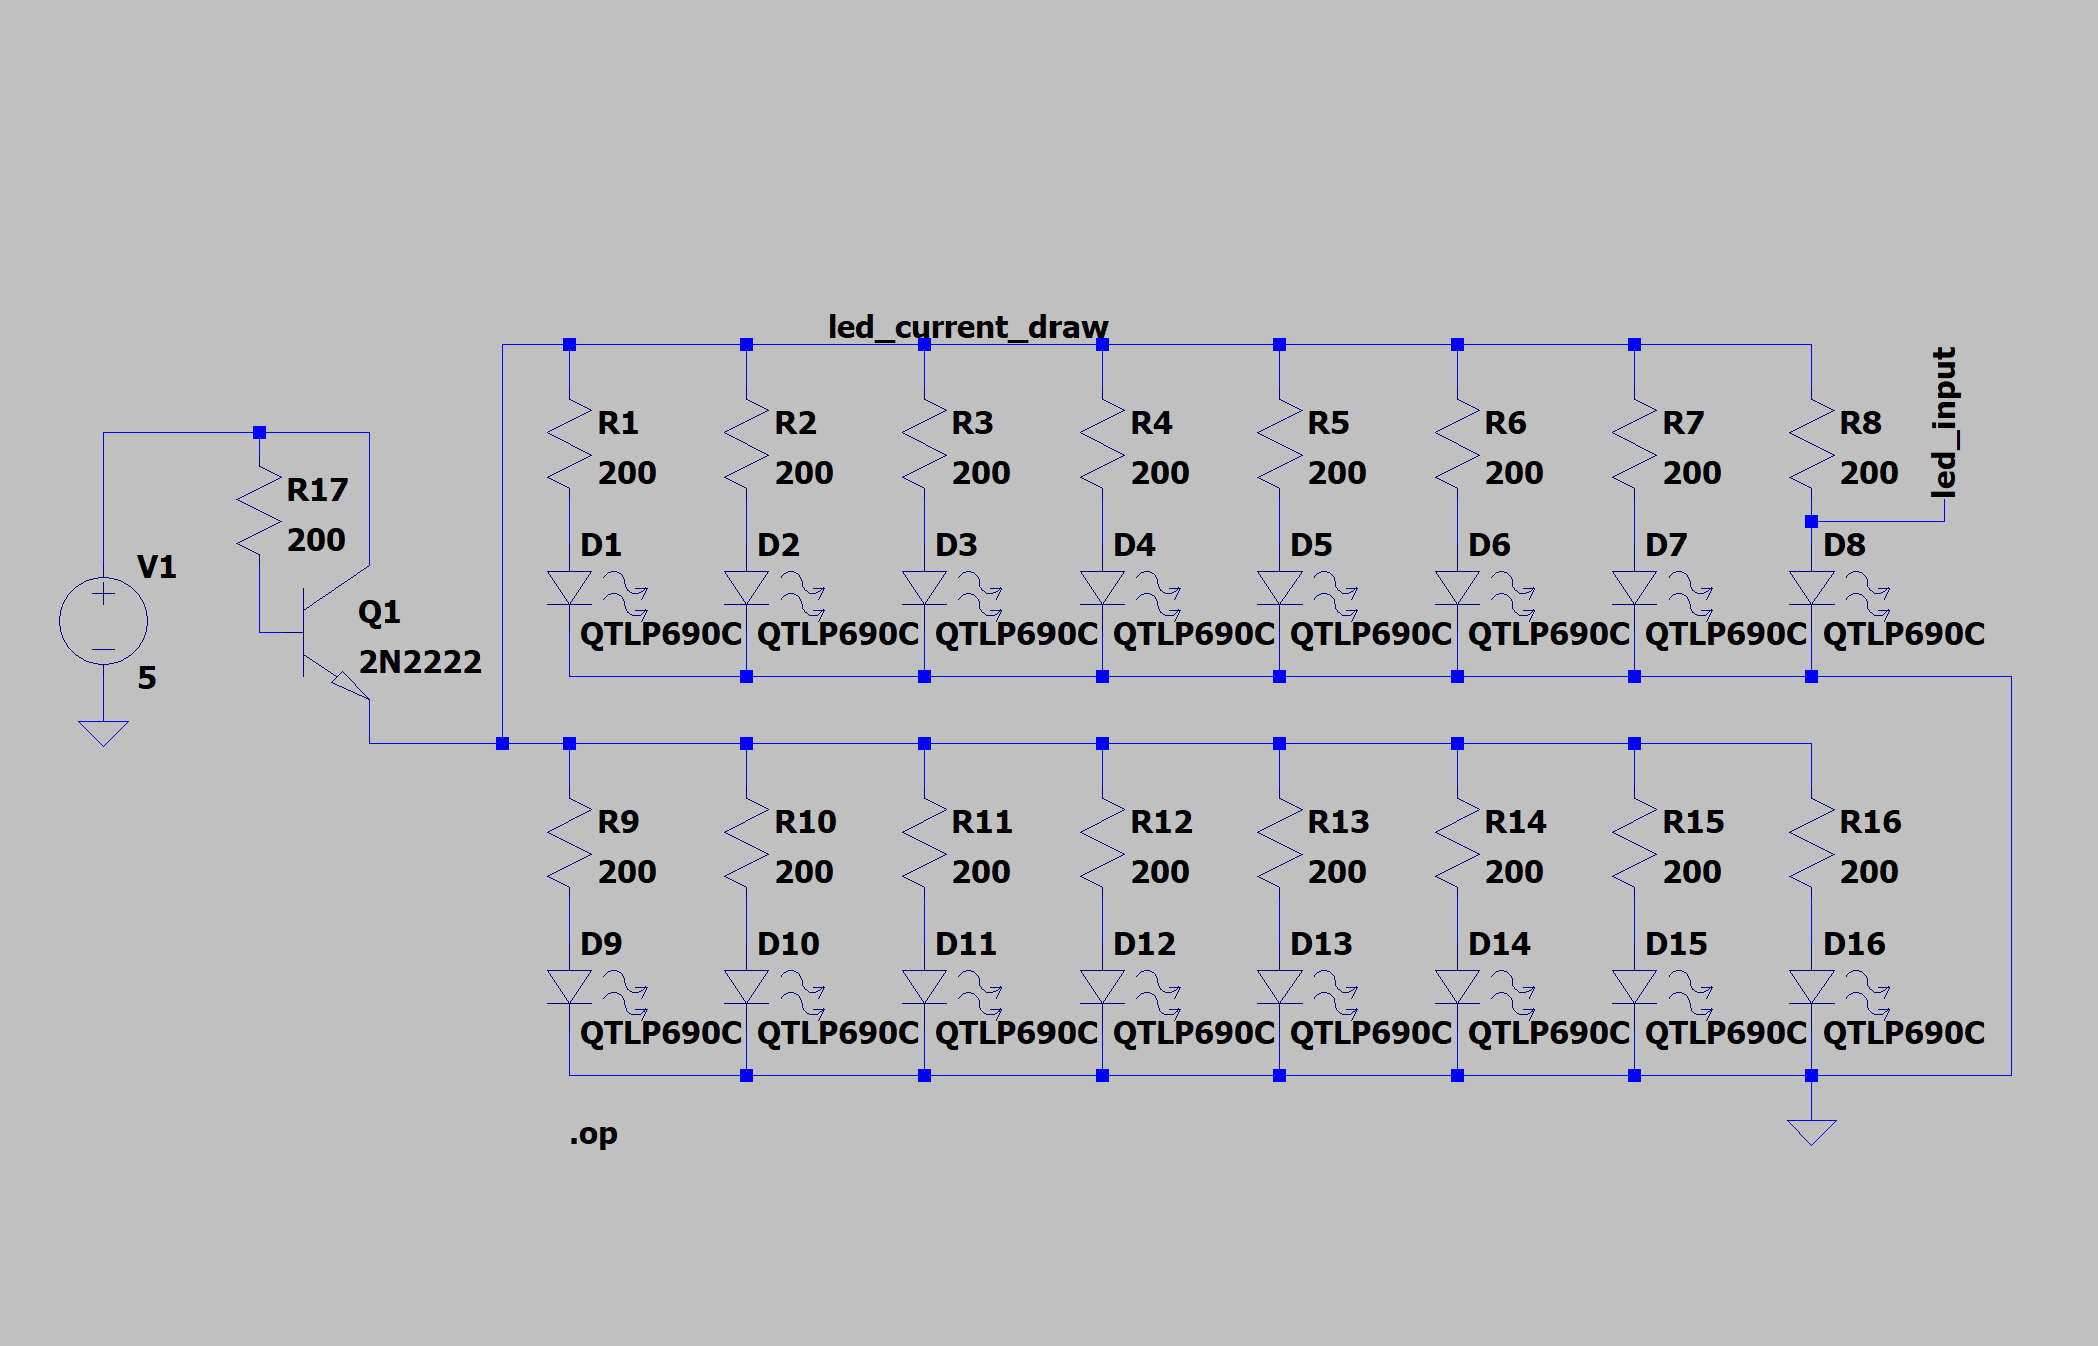 led_current_draw
led_input
R1
200
R2
200
R3
200
R4
200
R5
200
R6
200
R7
200
R8
200
R17
200
V1
5
Q1
2N2222
D1
QTLP690C
D2
QTLP690C
D3
QTLP690C
D4
QTLP690C
D5
QTLP690C
D6
QTLP690C
D7
QTLP690C
D8
QTLP690C
R9
200
R10
200
R11
200
R12
200
R13
200
R14
200
R15
200
R16
200
D9
QTLP690C
D10
QTLP690C
D11
QTLP690C
D12
QTLP690C
D13
QTLP690C
D14
QTLP690C
D15
QTLP690C
D16
QTLP690C
.op